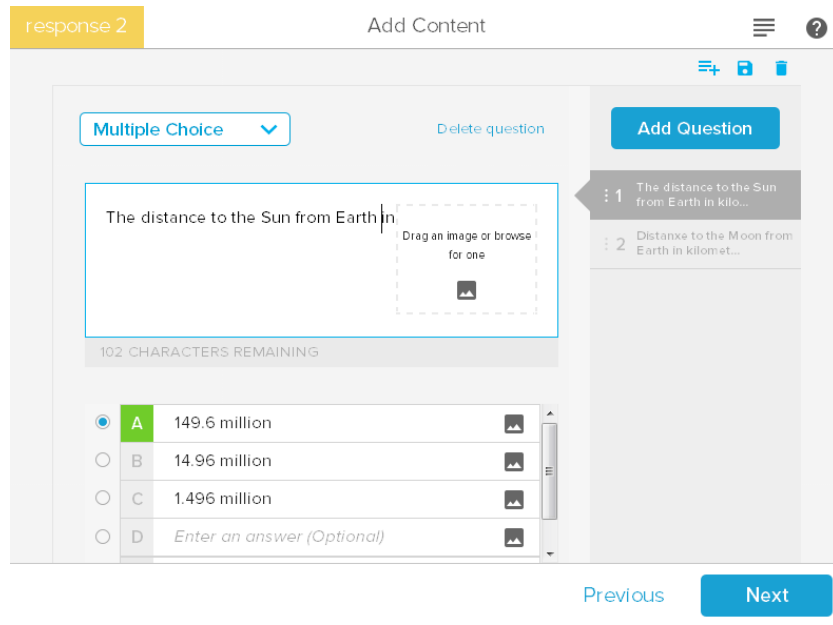 response 2
Add Content
Multiple Choice
Delete question
Add Question
The distance to the Sun from Earth in
Drag an image or browse
for one
102 CHARACTERS REMAINING
1
The distance to the Sun
from Earth in kilo...
2
Distanxe to the Moon from
Earth in kilomet...
A
149.6 million
B
14.96 million
C
1.496 million
D
Enter an answer (Optional)
Previous
Next